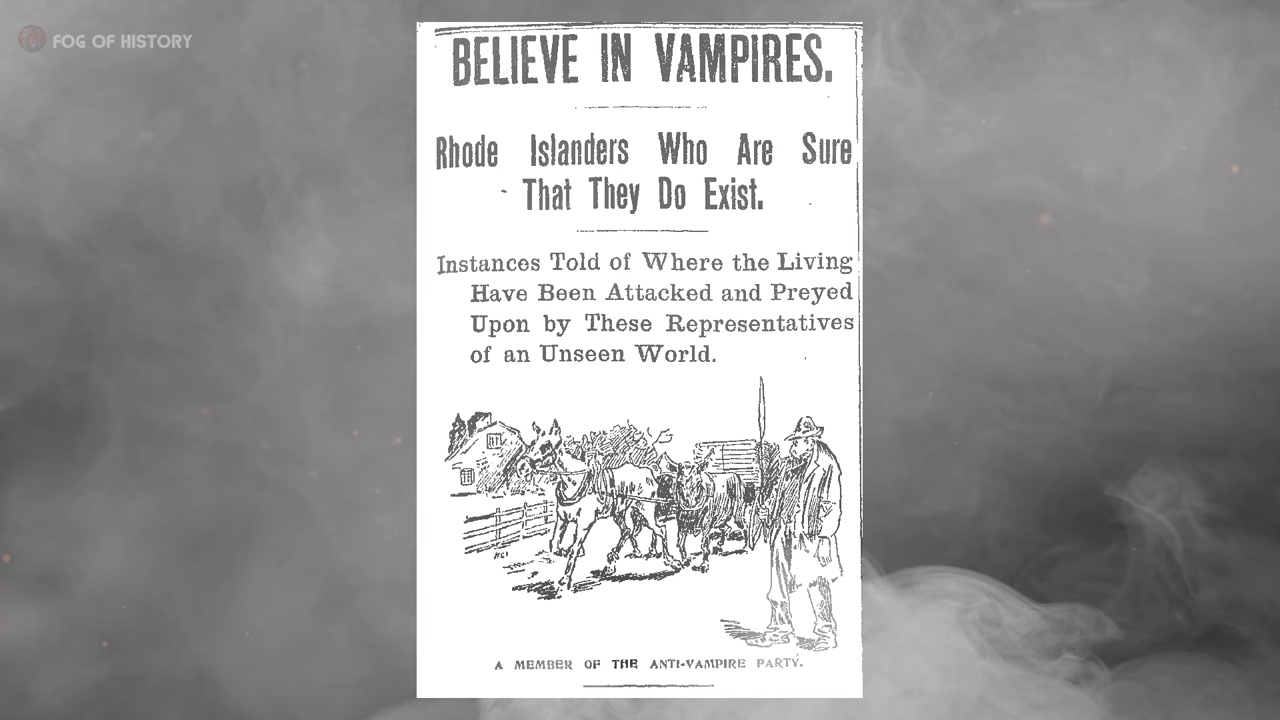 FOG OF HISTORY
BELIEVE IN VAMPIRES.
Rhode Islanders Who Are Sure
That They Do Exist.
Instances Told of Where the Living
Have Been Attacked and Preyed
Upon by These Representatives
of an Unseen World.
A MEMBER OF THE ANTI-VAMPIRE PARTY.